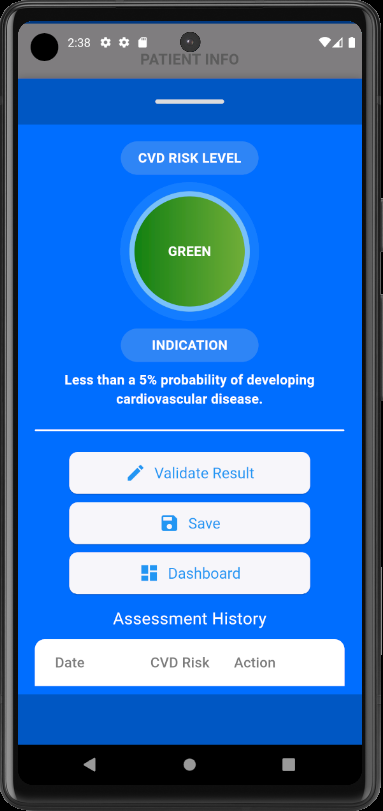 2:38
PATIENT INFO
CVD RISK LEVEL
GREEN
INDICATION
Less than a 5% probability of developing
cardiovascular disease.
Validate Result
Save
Dashboard
Assessment History
Date CVD Risk Action